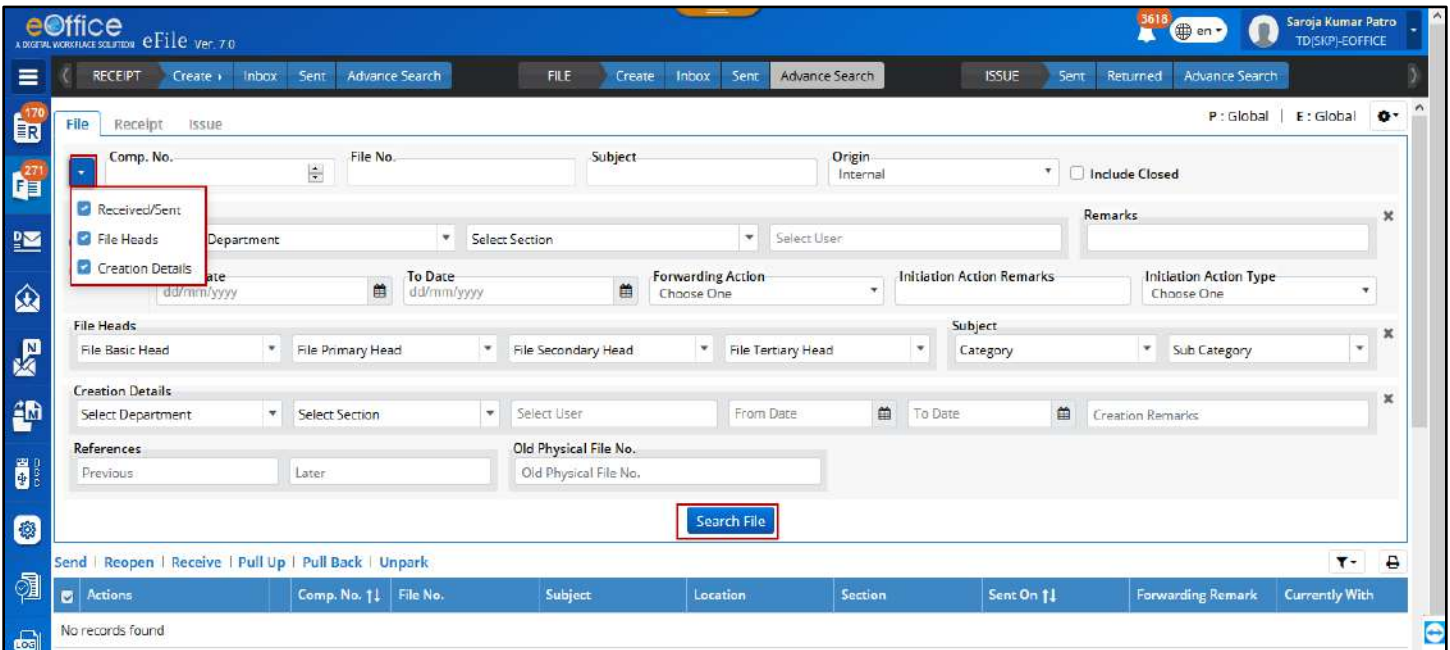 eOffice
A DIGITAL WORKPLACE SOLUTION eFile Ver. 7.0
3618 en
Saroja Kumar Patro
TD(SKP)-EOFFICE
RECEIPT Create Inbox Sent Advance Search FILE Create Inbox Sent Advance Search ISSUE Sent Returned Advance Search
170
R
File Receipt Issue P : Global | E : Global
Comp. No. File No. Subject Origin
Internal Include Closed
271
F
Received/Sent
File Heads
Creation Details
Remarks
Department Select Section Select User
D
ate To Date Forwarding Action Initiation Action Remarks Initiation Action Type
dd/mm/yyyy dd/mm/yyyy Choose One Choose One
File Heads Subject
File Basic Head File Primary Head File Secondary Head File Tertiary Head Category Sub Category
N
Creation Details
Select Department Select Section Select User From Date To Date Creation Remarks
N
References Old Physical File No.
Previous Later Old Physical File No.
DSC
Search File
Send | Reopen | Receive | Pull Up | Pull Back | Unpark
Actions Comp. No. File No. Subject Location Section Sent On Forwarding Remark Currently With
No records found
LOG